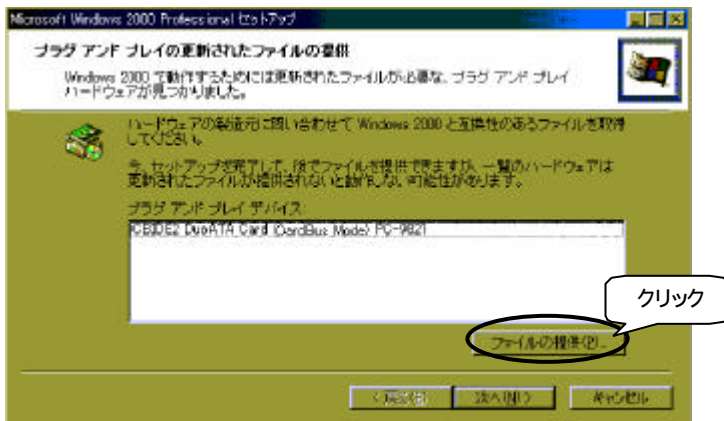 Microsoft Windows 2000 Professional セットアップ
プラグ アンド プレイの更新されたファイルの提供
Windows 2000 で動作するためには更新されたファイルが必要な、プラグ アンド プレイ
ハードウェアが見つかりました。
ハードウェアの製造元に問い合わせて Windows 2000 と互換性のあるファイルを取得
してください。
今、セットアップを完了して、後でファイルを提供できますが、一覧のハードウェアは
更新されたファイルが提供されないと動作しない可能性があります。
プラグ アンド プレイ デバイス:
CBIDE2 DuoATA Card (CardBus Mode) PC-9821
クリック
ファイルの提供(P)...
< 戻る(B)
次へ(N) >
キャンセル